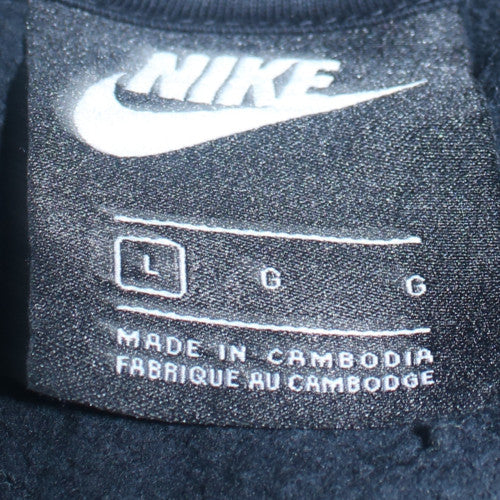 NIKE
L G G
MADE IN CAMBODIA
FABRIQUE AU CAMBODGE